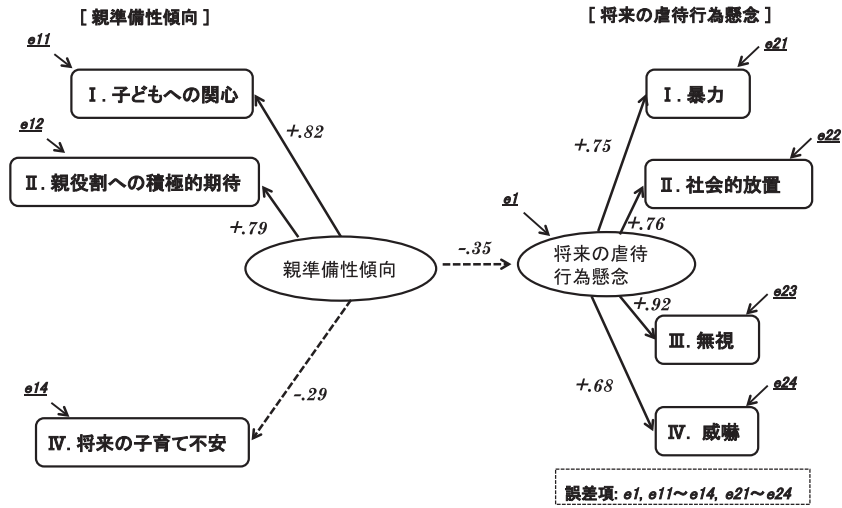 [ 親準備性傾向 ]
[ 将来の虐待行為懸念 ]
e11
e21
Ⅰ. 子どもへの関心
Ⅰ. 暴力
e12
+.82
+.75
e22
Ⅱ. 親役割への積極的期待
Ⅱ. 社会的放置
+.79
e1
+.76
親準備性傾向
-.35
将来の虐待
行為懸念
+.92
e23
Ⅲ. 無視
e14
-.29
+.68
e24
Ⅳ. 将来の子育て不安
Ⅳ. 威嚇
誤差項: e1, e11～e14, e21～e24